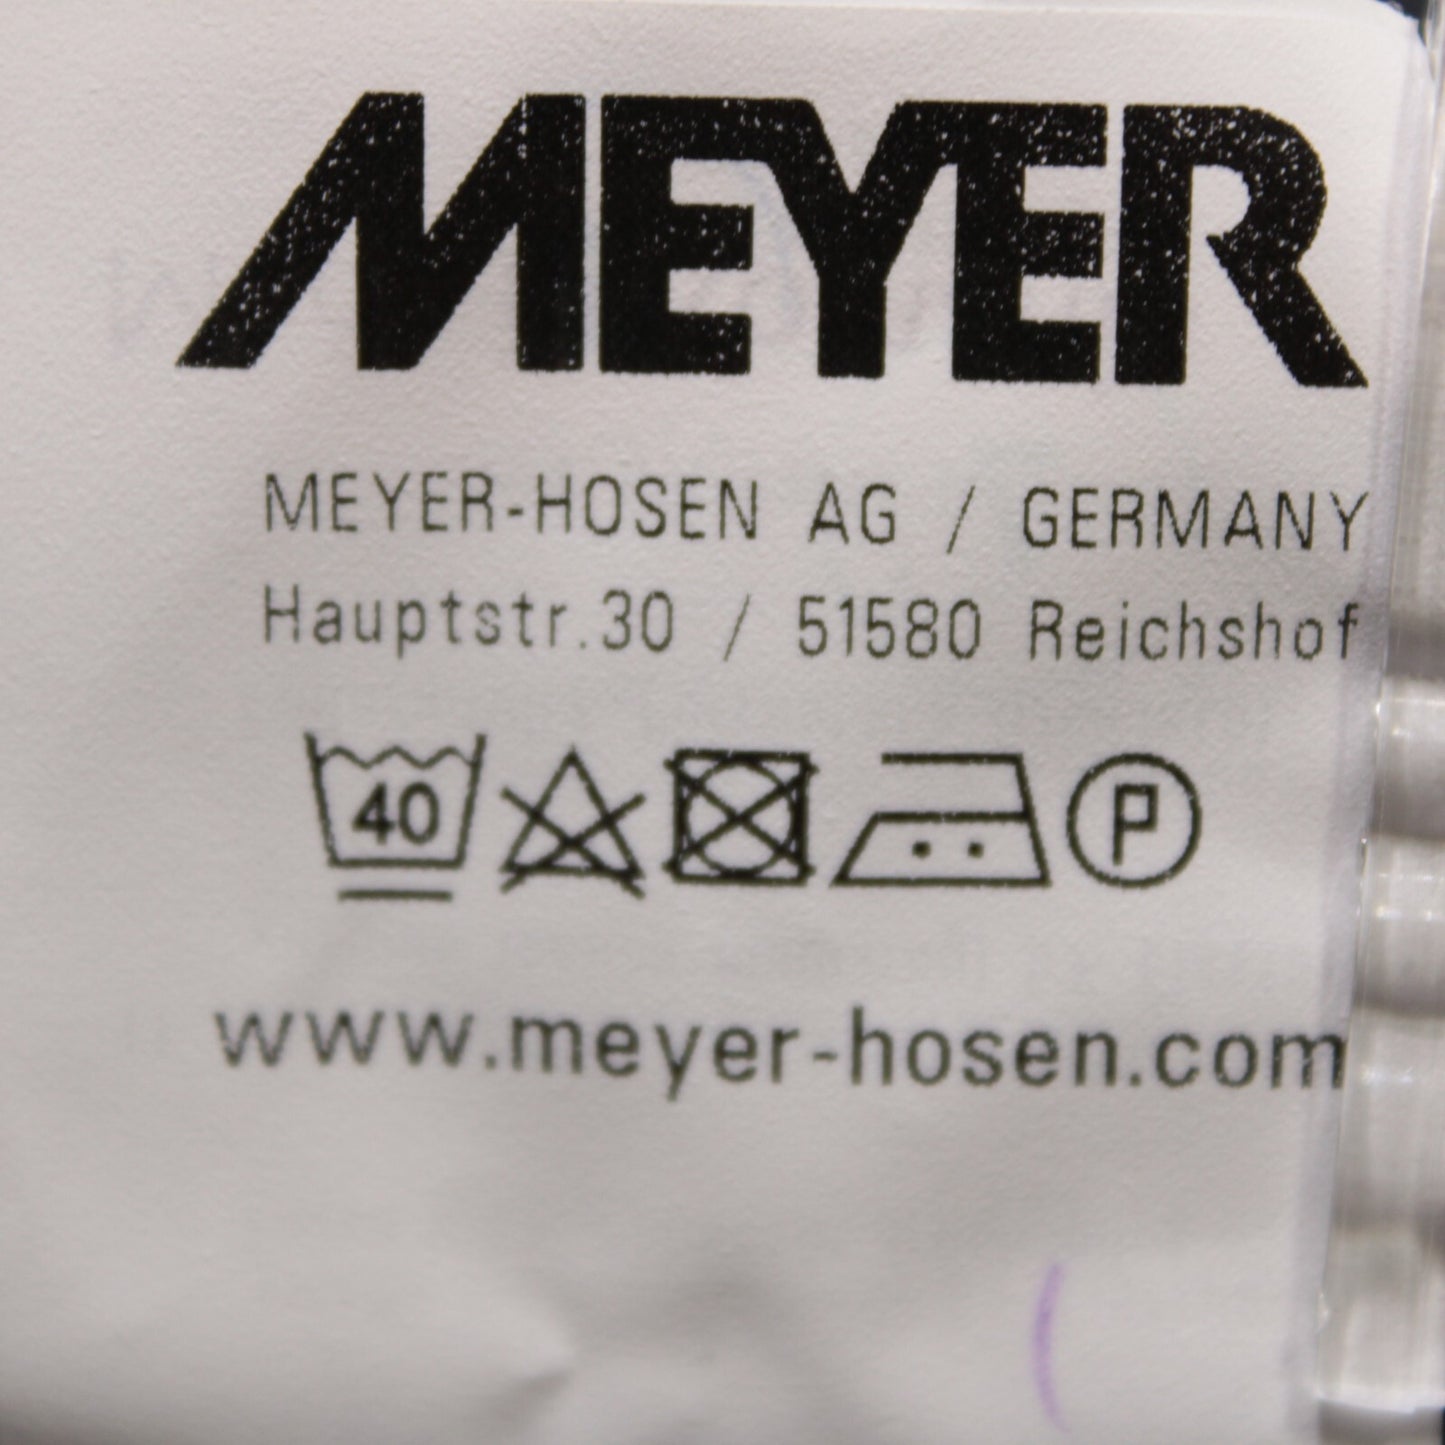 MEYER
MEYER-HOSEN AG / GERMANY
Hauptstr.30 / 51580 Reichshof
40 P
www.meyer-hosen.com